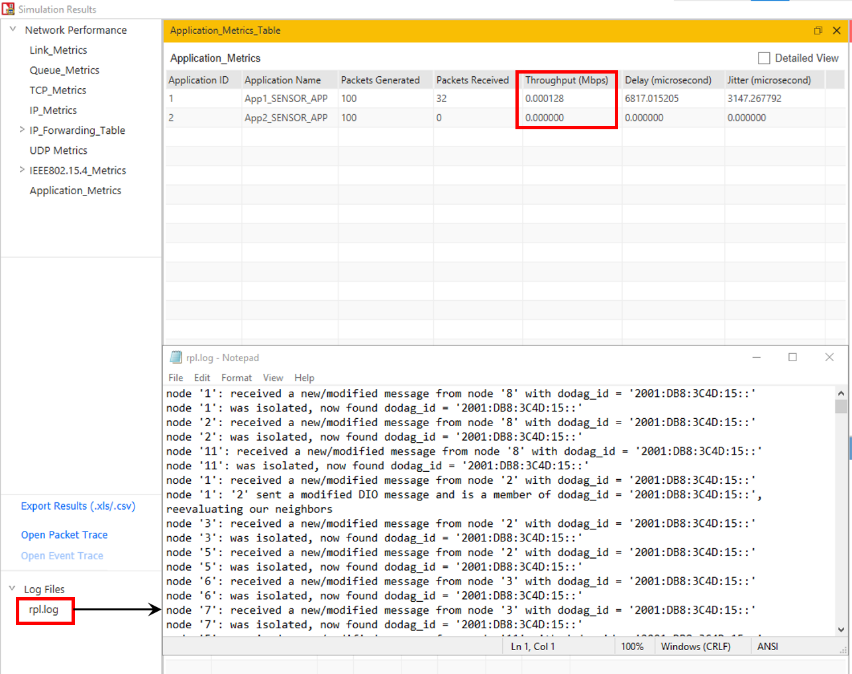 Simulation Results
Network Performance
Link_Metrics
Queue_Metrics
TCP_Metrics
IP_Metrics
IP_Forwarding_Table
UDP Metrics
IEEE802.15.4_Metrics
Application_Metrics
Export Results (.xls/.csv)
Open Packet Trace
Open Event Trace
Log Files
rpl.log
Application_Metrics_Table
Application_Metrics
Detailed View
Application ID Application Name Packets Generated Packets Received Throughput (Mbps) Delay (microsecond) Jitter (microsecond)
1 App1_SENSOR_APP 100 32 0.000128 6817.015205 3147.267792
2 App2_SENSOR_APP 100 0 0.000000 0.000000 0.000000
rpl.log - Notepad
File Edit Format View Help
node '1': received a new/modified message from node '8' with dodag_id = '2001:DB8:3C4D:15::'
node '1': was isolated, now found dodag_id = '2001:DB8:3C4D:15::'
node '2': received a new/modified message from node '8' with dodag_id = '2001:DB8:3C4D:15::'
node '2': was isolated, now found dodag_id = '2001:DB8:3C4D:15::'
node '11': received a new/modified message from node '8' with dodag_id = '2001:DB8:3C4D:15::'
node '11': was isolated, now found dodag_id = '2001:DB8:3C4D:15::'
node '1': received a new/modified message from node '2' with dodag_id = '2001:DB8:3C4D:15::'
node '1': '2' sent a modified DIO message and is a member of dodag_id = '2001:DB8:3C4D:15::',
reevaluating our neighbors
node '3': received a new/modified message from node '2' with dodag_id = '2001:DB8:3C4D:15::'
node '3': was isolated, now found dodag_id = '2001:DB8:3C4D:15::'
node '5': received a new/modified message from node '2' with dodag_id = '2001:DB8:3C4D:15::'
node '5': was isolated, now found dodag_id = '2001:DB8:3C4D:15::'
node '6': received a new/modified message from node '3' with dodag_id = '2001:DB8:3C4D:15::'
node '6': was isolated, now found dodag_id = '2001:DB8:3C4D:15::'
node '7': received a new/modified message from node '3' with dodag_id = '2001:DB8:3C4D:15::'
node '7': was isolated, now found dodag_id = '2001:DB8:3C4D:15::'
Ln 1, Col 1 100% Windows (CRLF) ANSI